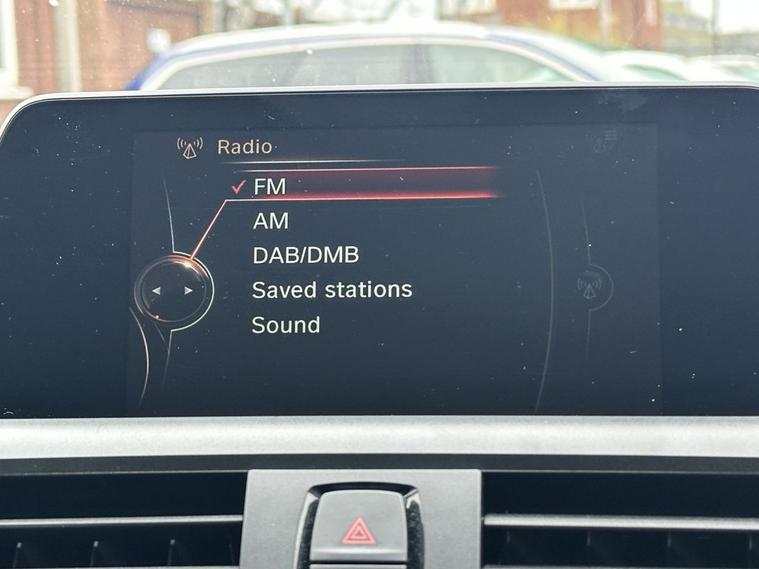 Radio
FM
AM
DAB/DMB
Saved stations
Sound